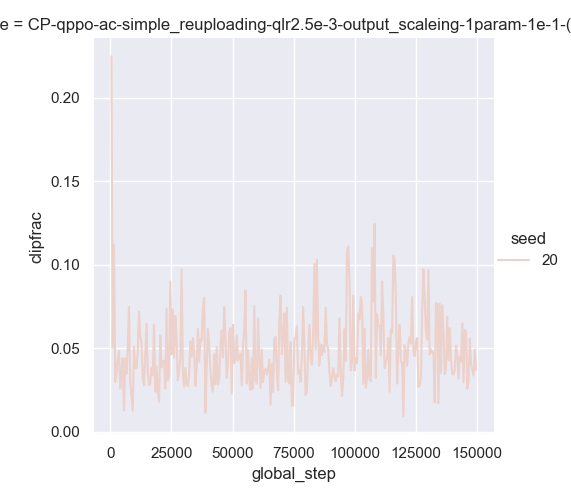 e = CP-qppo-ac-simple_reuploading-qlr2.5e-3-output_scaleing-1param-1e-1-(
clipfrac
0.20
0.15
0.10
0.05
0.00
0 25000 50000 75000 100000 125000 150000
global_step
seed
20